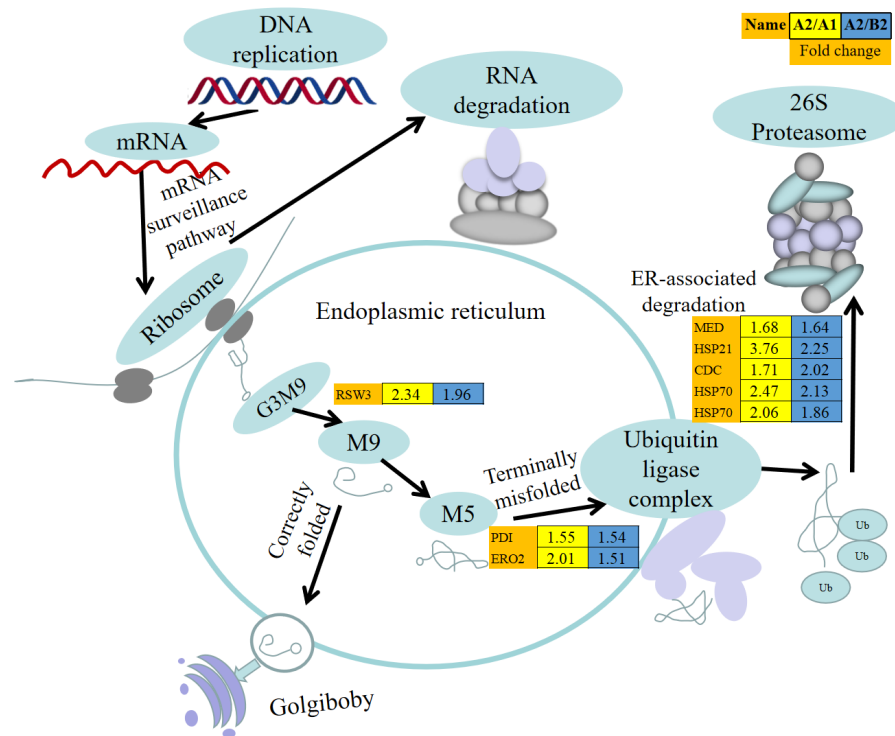 DNA
replication
Name A2/A1 A2/B2
Fold change
RNA
degradation
26S
Proteasome
mRNA
mRNA
surveillance
pathway
Ribosome
Endoplasmic reticulum
ER-associated
degradation
MED 1.68 1.64
HSP21 3.76 2.25
CDC 1.71 2.02
HSP70 2.47 2.13
HSP70 2.06 1.86
G3M9
RSW3 2.34 1.96
M9
Ubiquitin
ligase
complex
Terminally
misfolded
Correctly
folded
M5
PDI 1.55 1.54
ERO2 2.01 1.51
Ub
Ub
Ub
Golgiboby